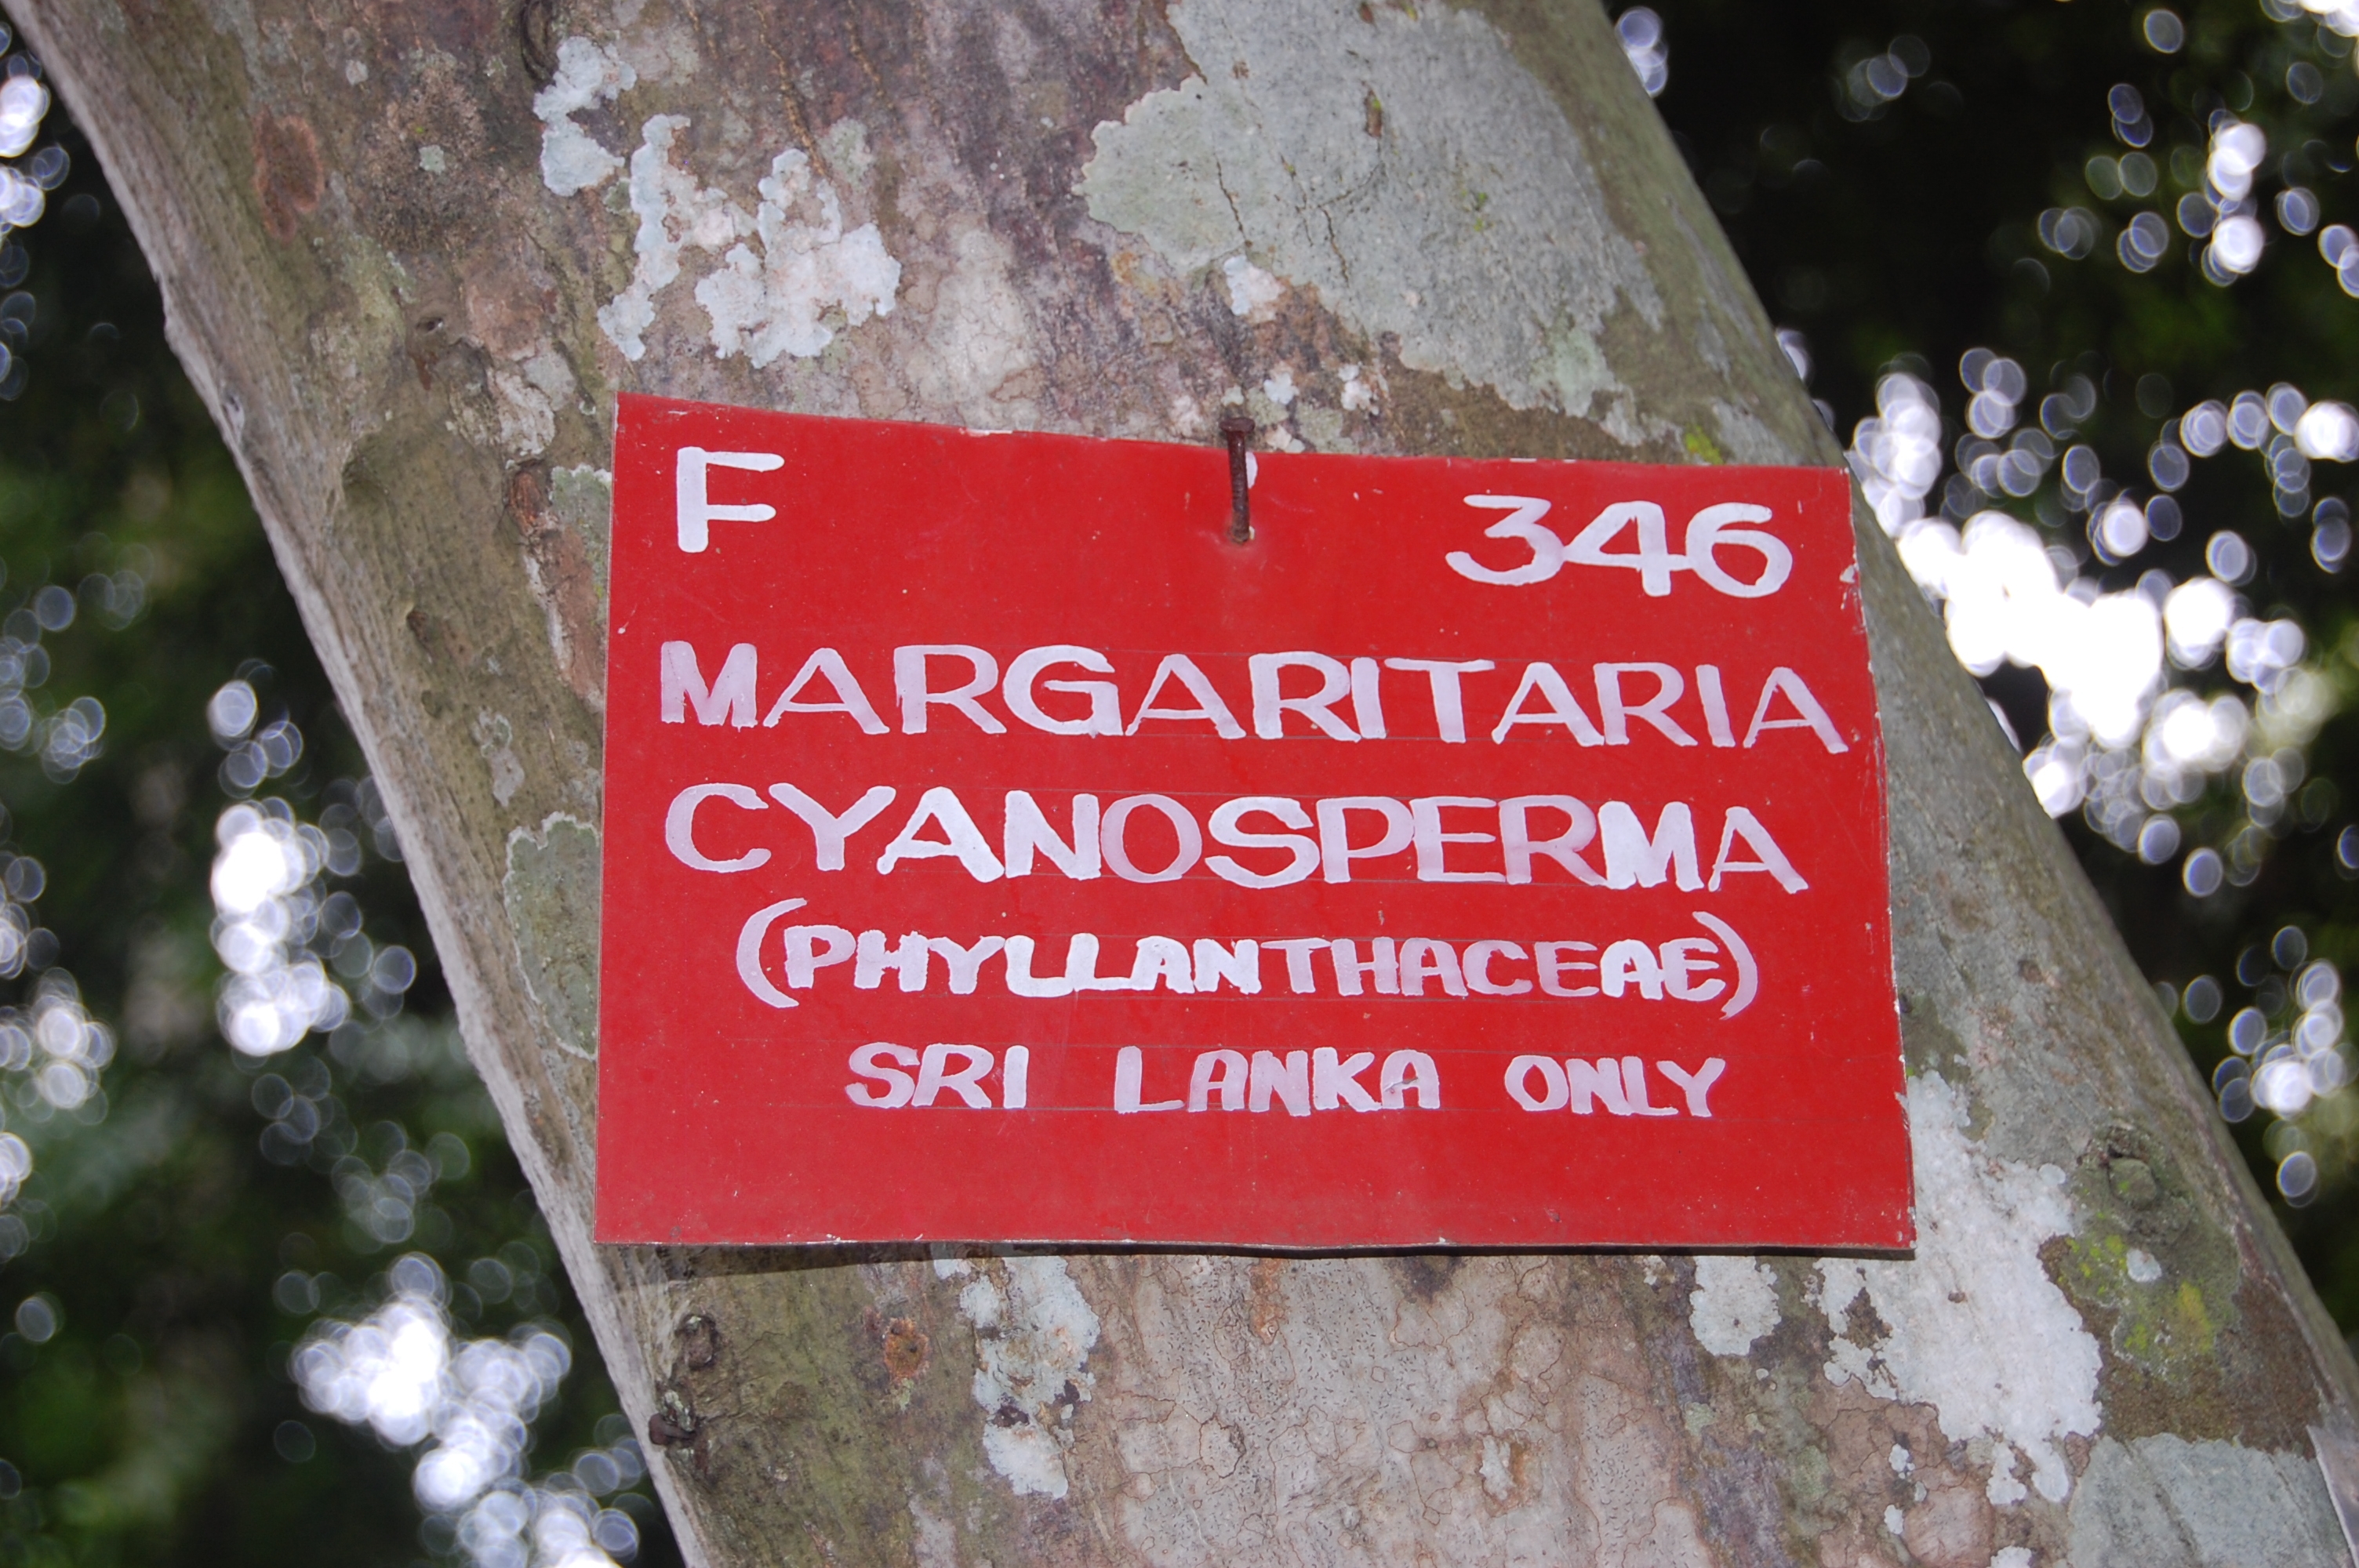 F 346
MARGARITARIA
CYANOSPERMA
(PHYLLANTHACEAE)
SRI LANKA ONLY